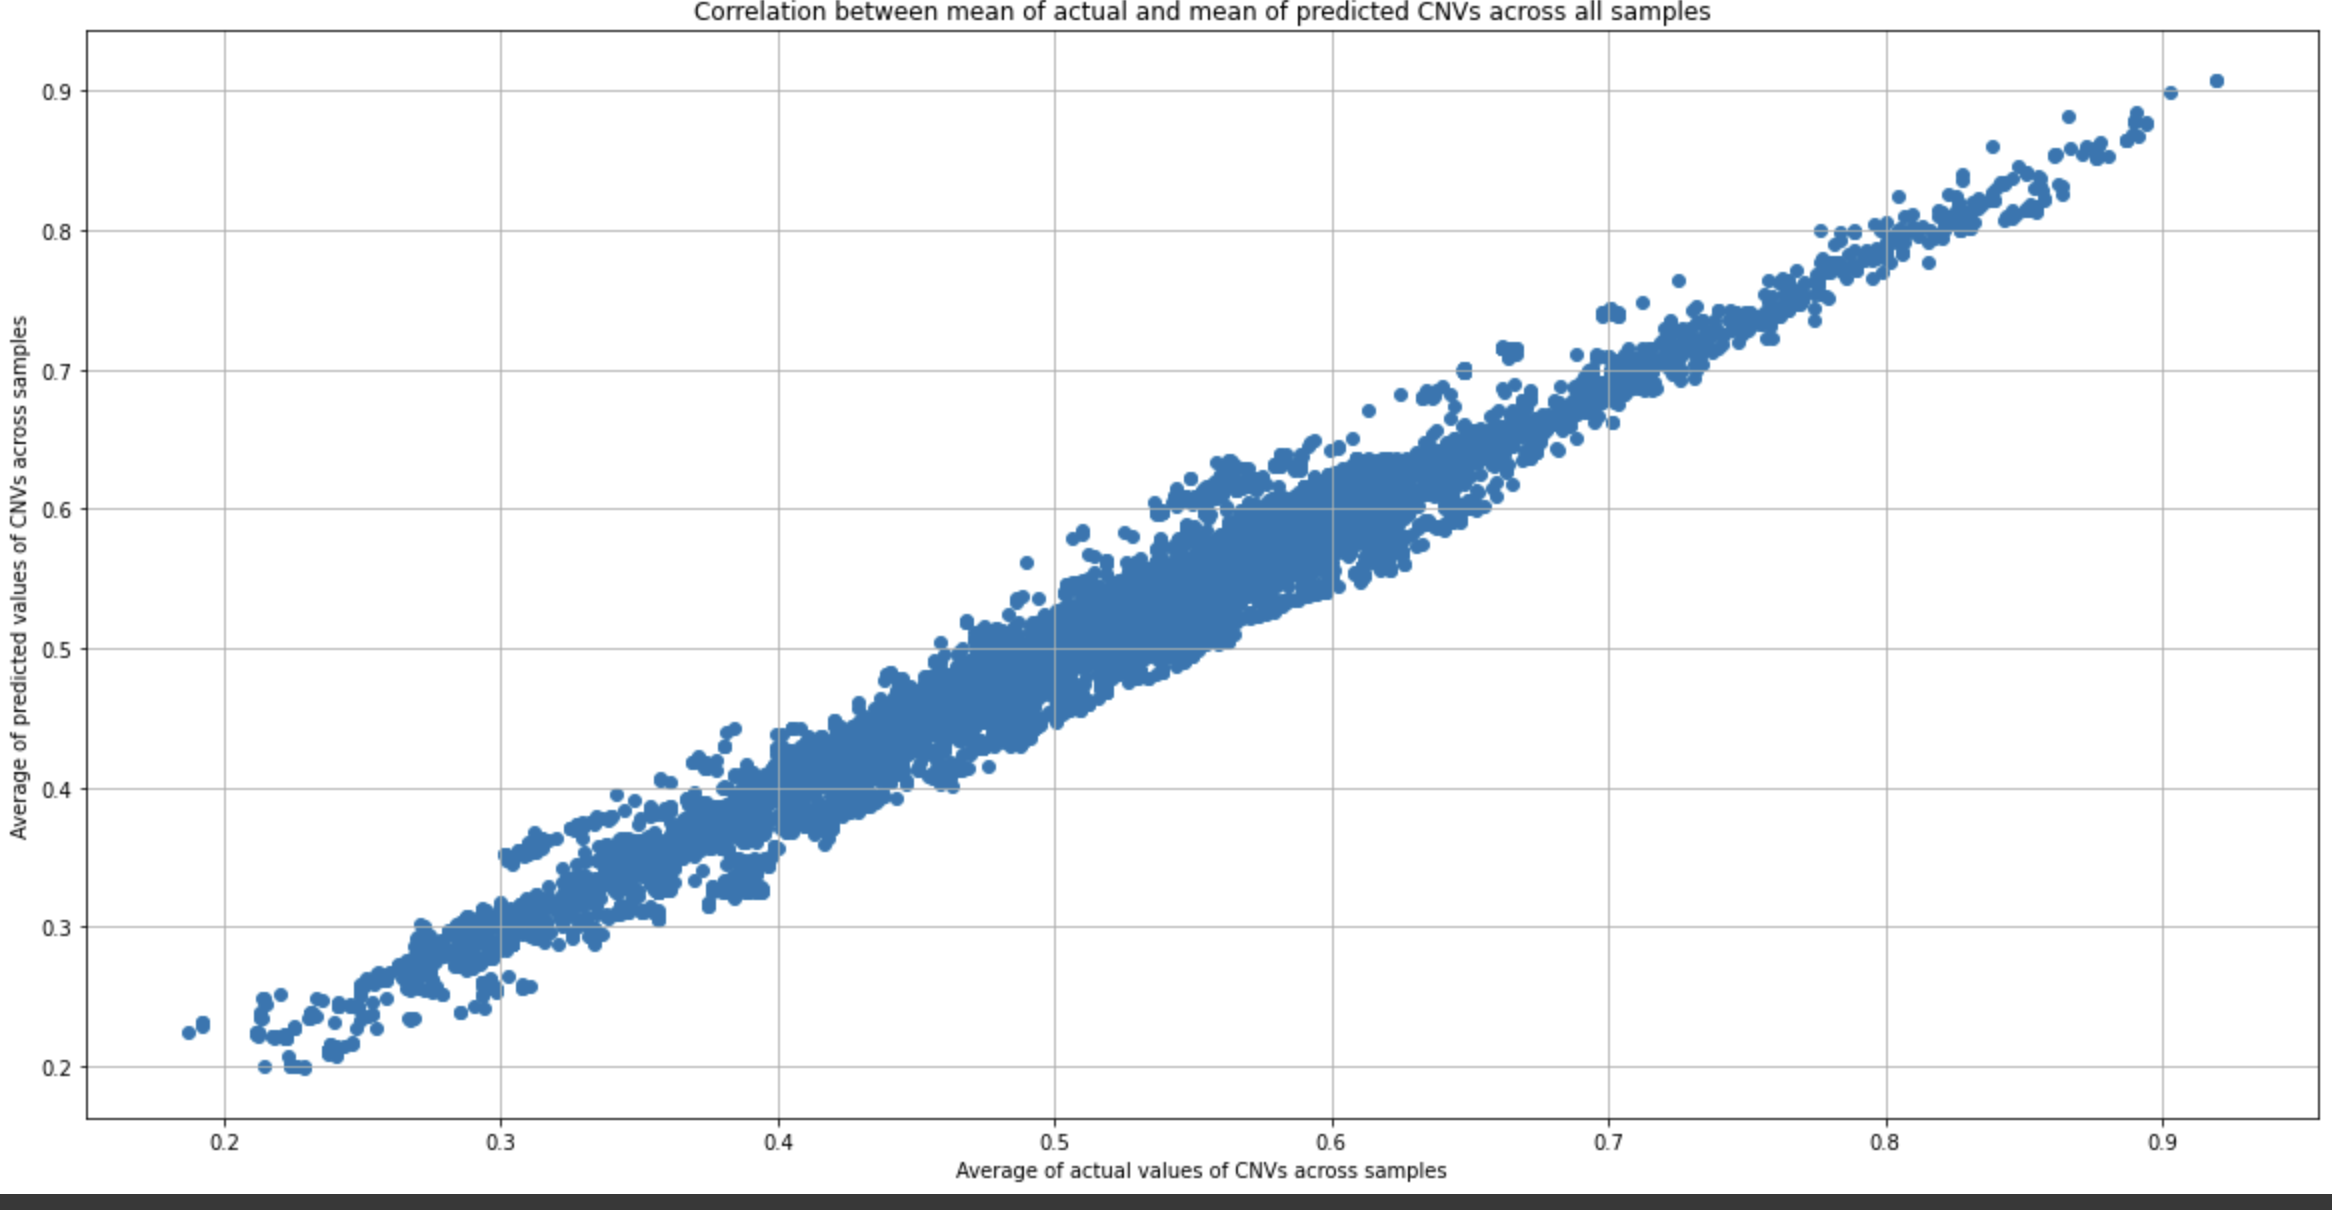 Correlation between mean of actual and mean of predicted CNVs across all samples
Average of predicted values of CNVs across samples
0.9
0.8
0.7
0.6
0.5
0.4
0.3
0.2
0.2 0.3 0.4 0.5 0.6 0.7 0.8 0.9
Average of actual values of CNVs across samples